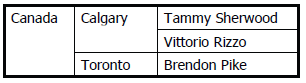 Canada Calgary Tammy Sherwood
Vittorio Rizzo
Toronto Brendon Pike